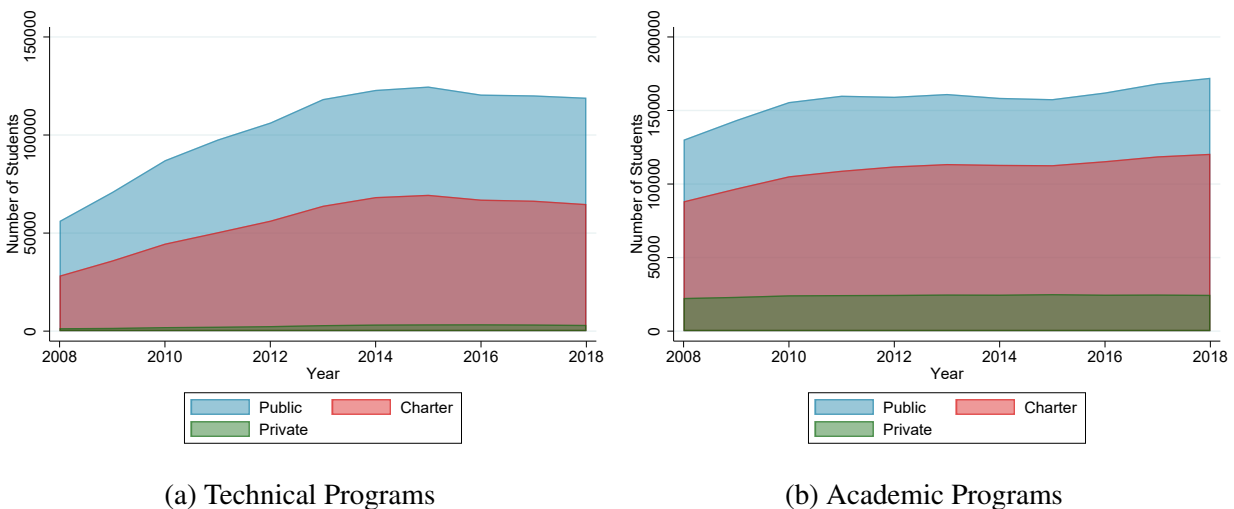 Number of Students
150000
100000
50000
0
2008 2010 2012 2014 2016 2018
Year
Public Charter
Private
(a) Technical Programs
Number of Students
200000
150000
100000
50000
0
2008 2010 2012 2014 2016 2018
Year
Public Charter
Private
(b) Academic Programs